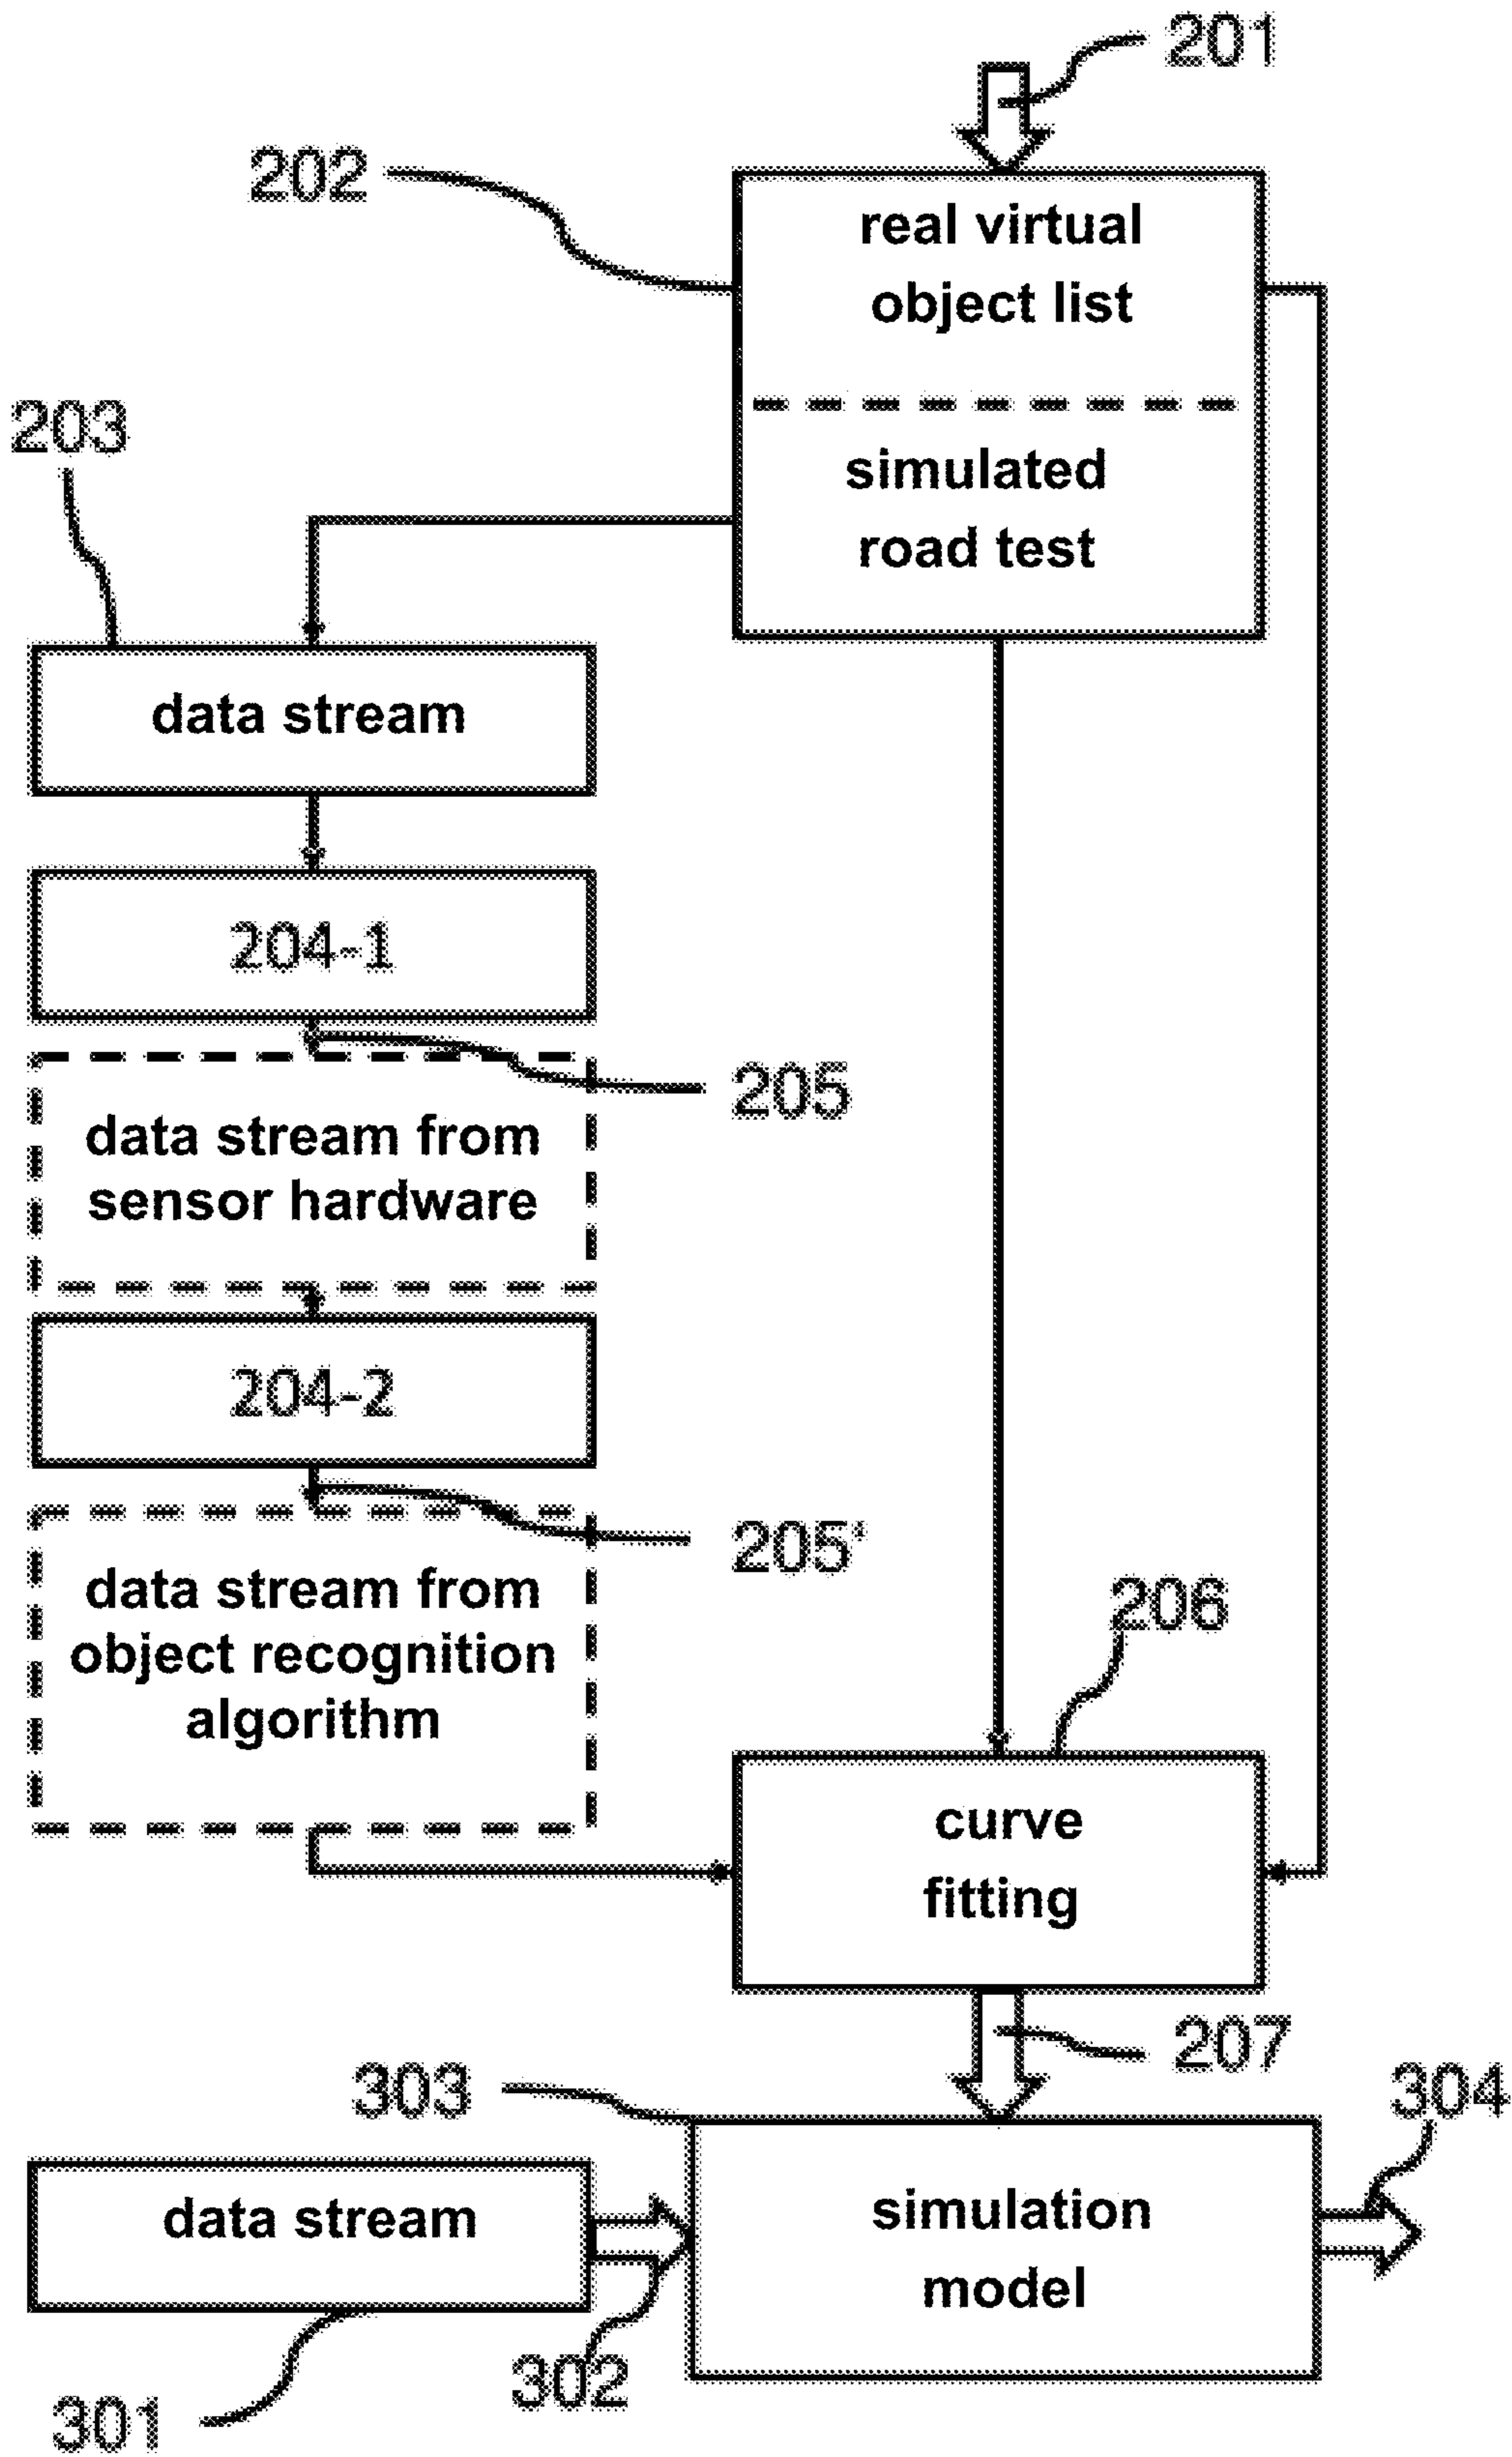 201
202
real virtual
object list
203
simulated
road test
data stream
204-1
205
data stream from
sensor hardware
204-2
205'
data stream from
object recognition
algorithm
206
curve
fitting
207
303
304
data stream
simulation
model
302
301